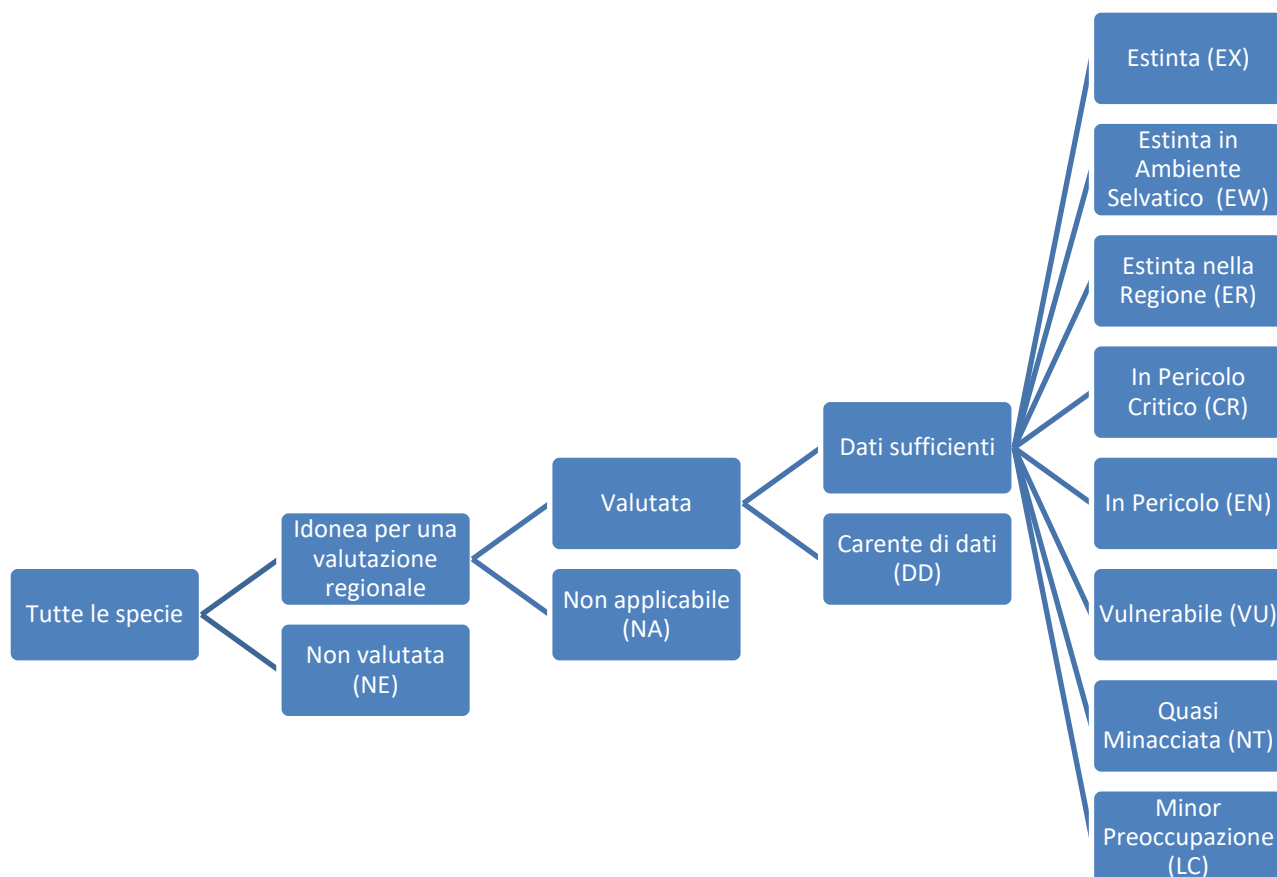 Tutte le specie
Idonea per una
valutazione
regionale
Non valutata
(NE)
Valutata
Non applicabile
(NA)
Dati sufficienti
Carente di dati
(DD)
Estinta (EX)
Estinta in
Ambiente
Selvatico (EW)
Estinta nella
Regione (ER)
In Pericolo
Critico (CR)
In Pericolo (EN)
Vulnerabile (VU)
Quasi
Minacciata (NT)
Minor
Preoccupazione
(LC)